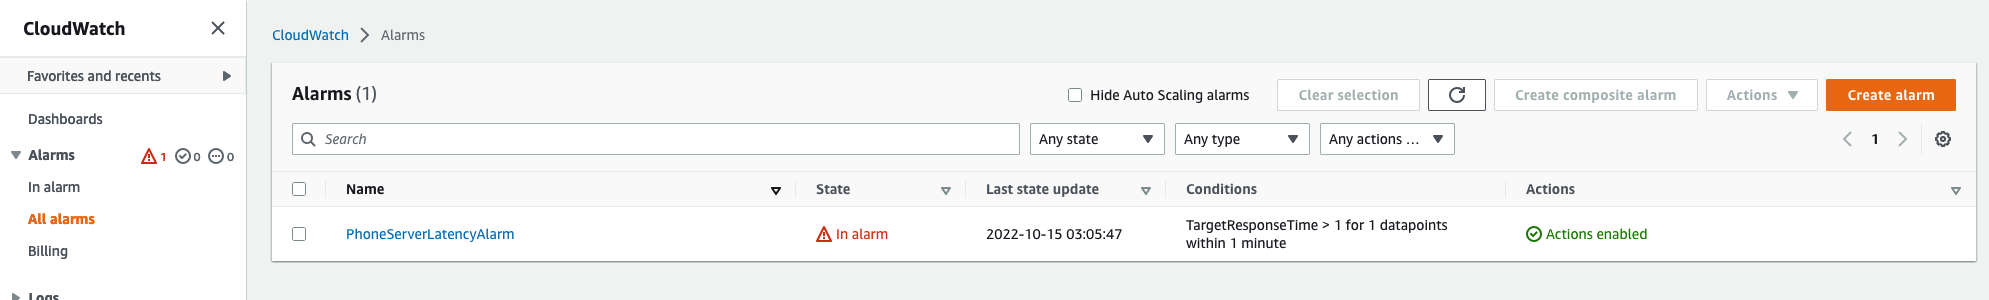 CloudWatch
Favorites and recents
Dashboards
Alarms 1 0 0
In alarm
All alarms
Billing
Logs
CloudWatch Alarms
Alarms (1)
Hide Auto Scaling alarms Clear selection Create composite alarm Actions Create alarm
Search Any state Any type Any actions ... 1
Name State Last state update Conditions Actions
PhoneServerLatencyAlarm In alarm 2022-10-15 03:05:47 TargetResponseTime > 1 for 1 datapoints
within 1 minute Actions enabled